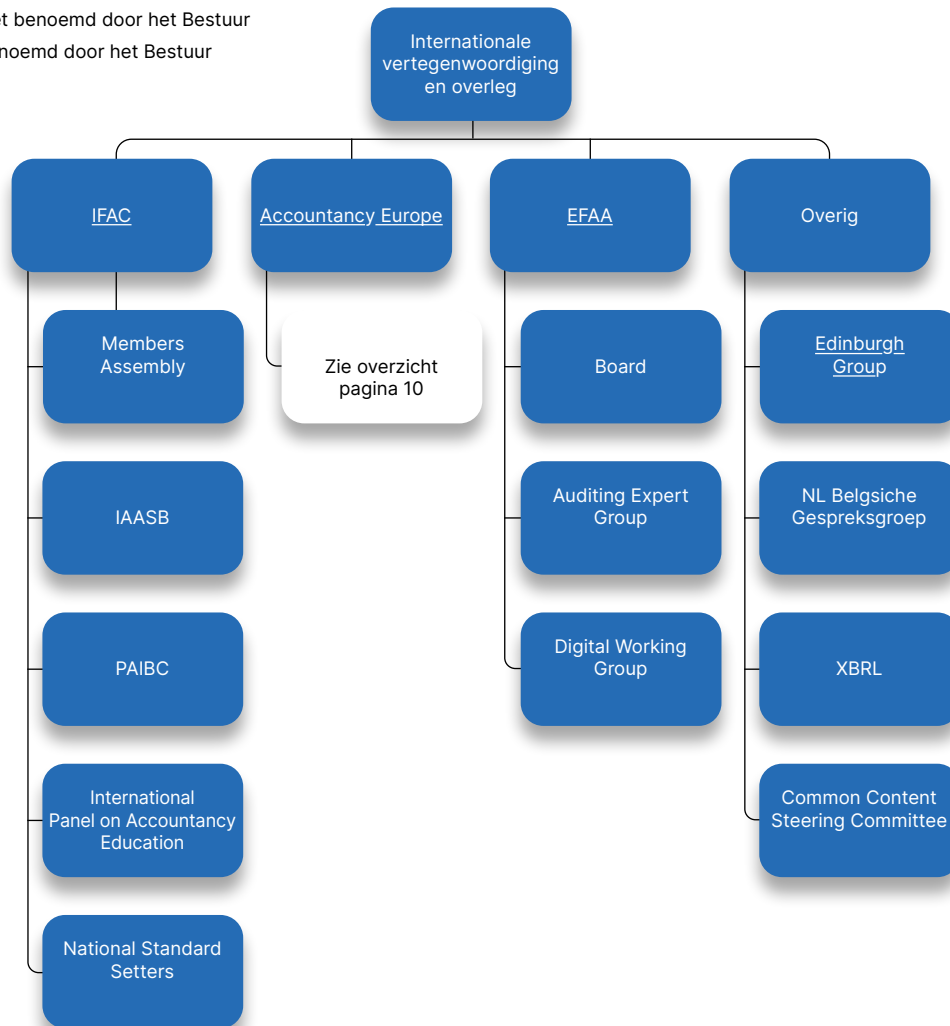 benoemd door het Bestuur
door het Bestuur
Internationale
vertegenwoordiging
en overleg
IFAC
Accountancy Europe
EFAA
Overig
Members
Assembly
Zie overzicht
pagina 10
Board
Edinburgh
Group
IAASB
Auditing Expert
Group
NL Belgsiche
Gespreksgroep
PAIBC
Digital Working
Group
XBRL
International
Panel on Accountancy
Education
Common Content
Steering Committee
National Standard
Setters